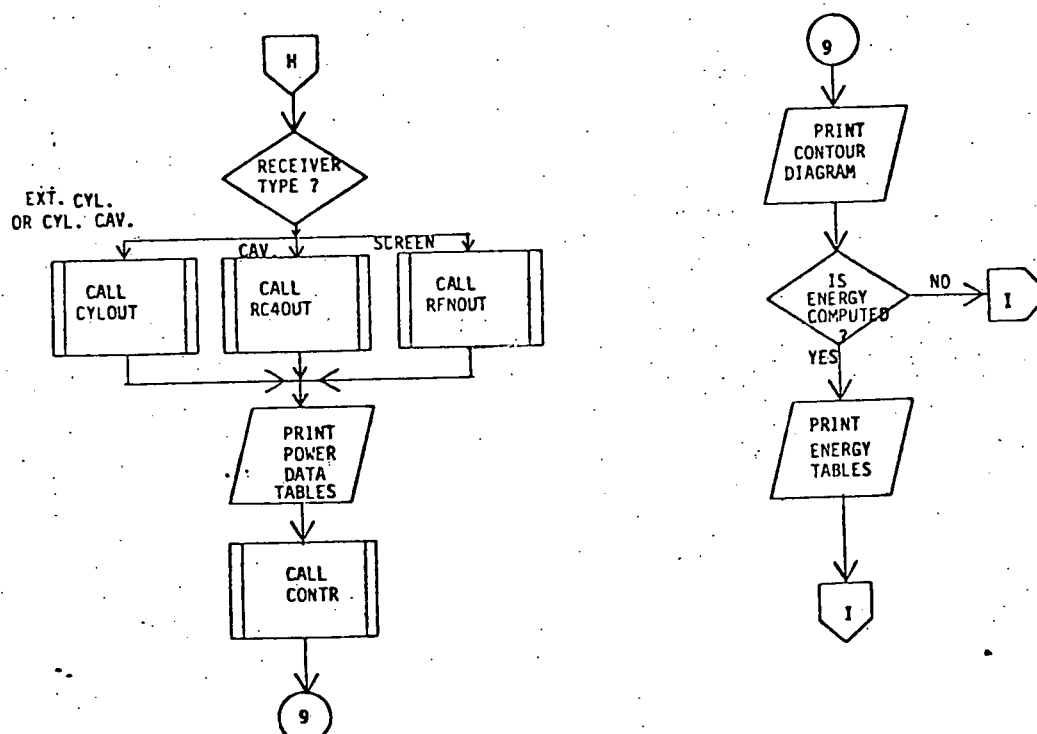 H
RECEIVER
TYPE ?
EXT. CYL.
OR CYL. CAV.
CAV.
SCREEN
CALL
CYLOUT
CALL
RC4OUT
CALL
RFNOUT
PRINT
POWER
DATA
TABLES
CALL
CONTR
9
9
PRINT
CONTOUR
DIAGRAM
IS
ENERGY
COMPUTED
?
NO
I
YES
PRINT
ENERGY
TABLES
I